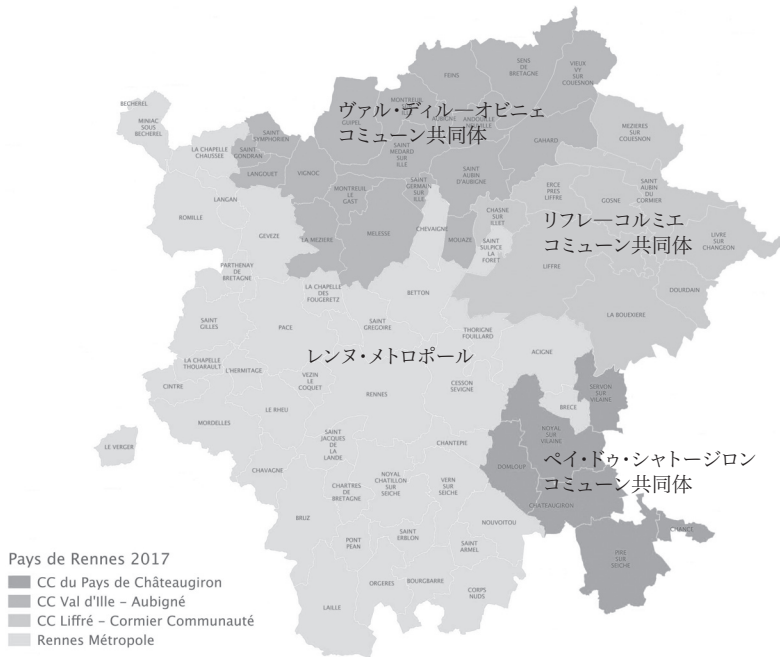 SENS
DE
BRETAGNE
VIEUX
VY
SUR
COUESNON
FEINS
ヴァル・ディル―オビニェ
コミューン共同体
GUIPEL
AUBIGNE
GAHARD
MEZIERES
SUR
COUESNON
BECHEREL
MINIAC
SOUS
BECHEREL
SAINT
SYMPHORIEN
SAINT
GONDRAN
LA CHAPELLE
CHAUSSEE
LANGOUET
VIGNOC
SAINT
MEDARD
SUR
ILLE
SAINT
AUBIN
D'AUBIGNE
MONTREUIL
LE
GAST
SAINT
GERMAIN
SUR
ILLE
ERCE
PRES
LIFFRE
GOSNE
SAINT
AUBIN
DU
CORMIER
LANGAN
ROMILLE
GEVEZE
LA MEZIERE
MELESSE
CHEVAIGNE
MOUAZE
CHASNE
SUR
ILLET
SAINT
SULPICE
LA
FORET
リフレ―コルミエ
コミューン共同体
LIVRE
SUR
CHANGEON
LIFFRE
DOURDAIN
LA BOUEXIERE
PARTHENAY
DE
BRETAGNE
LA CHAPELLE
DES
FOUGERETZ
BETTON
SAINT
GILLES
PACE
SAINT
GREGOIRE
THORIGNE
FOUILLARD
レンヌ・メトロポール
ACIGNE
LA CHAPELLE
THOUARAULT
L'HERMITAGE
VEZIN
LE
COQUET
RENNES
CESSON
SEVIGNE
SERVON
SUR
VILAINE
CINTRE
LE RHEU
BRECE
MORDELLES
SAINT
JACQUES
DE LA
LANDE
CHANTEPIE
NOYAL
SUR
VILAINE
LE VERGER
ペイ・ドゥ・シャトージロン
コミューン共同体
DOMLOUP
CHAVAGNE
CHARTRES
DE
BRETAGNE
NOYAL
CHATILLON
SUR
SEICHE
VERN
SUR
SEICHE
CHATEAUGIRON
BRUZ
NOUVOITOU
PONT
PEAN
SAINT
ERBLON
SAINT
ARMEL
CHANCE
PIRE
SUR
SEICHE
ORGERES
BOURGBARRE
CORPS
NUDS
LAILLE
Pays de Rennes 2017
CC du Pays de Châteaugiron
CC Val d'Ille – Aubigné
CC Liffré – Cormier Communauté
Rennes Métropole